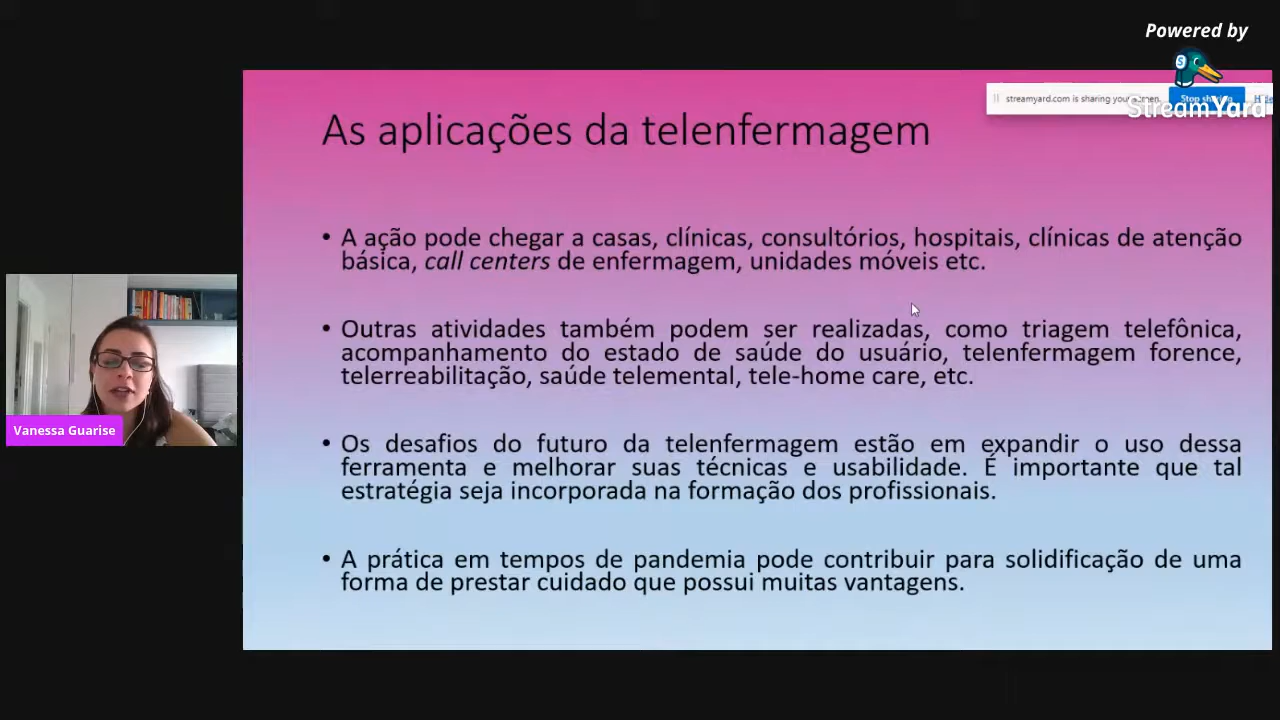 Powered by
StreamYard
streamyard.com is sharing your screen.
Stop sharing
Hide
As aplicações da telenfermagem
• A ação pode chegar a casas, clínicas, consultórios, hospitais, clínicas de atenção
básica, call centers de enfermagem, unidades móveis etc.
• Outras atividades também podem ser realizadas, como triagem telefônica,
acompanhamento do estado de saúde do usuário, telenfermagem forence,
telerreabilitação, saúde telemental, tele-home care, etc.
• Os desafios do futuro da telenfermagem estão em expandir o uso dessa
ferramenta e melhorar suas técnicas e usabilidade. É importante que tal
estratégia seja incorporada na formação dos profissionais.
• A prática em tempos de pandemia pode contribuir para solidificação de uma
forma de prestar cuidado que possui muitas vantagens.
Vanessa Guarise